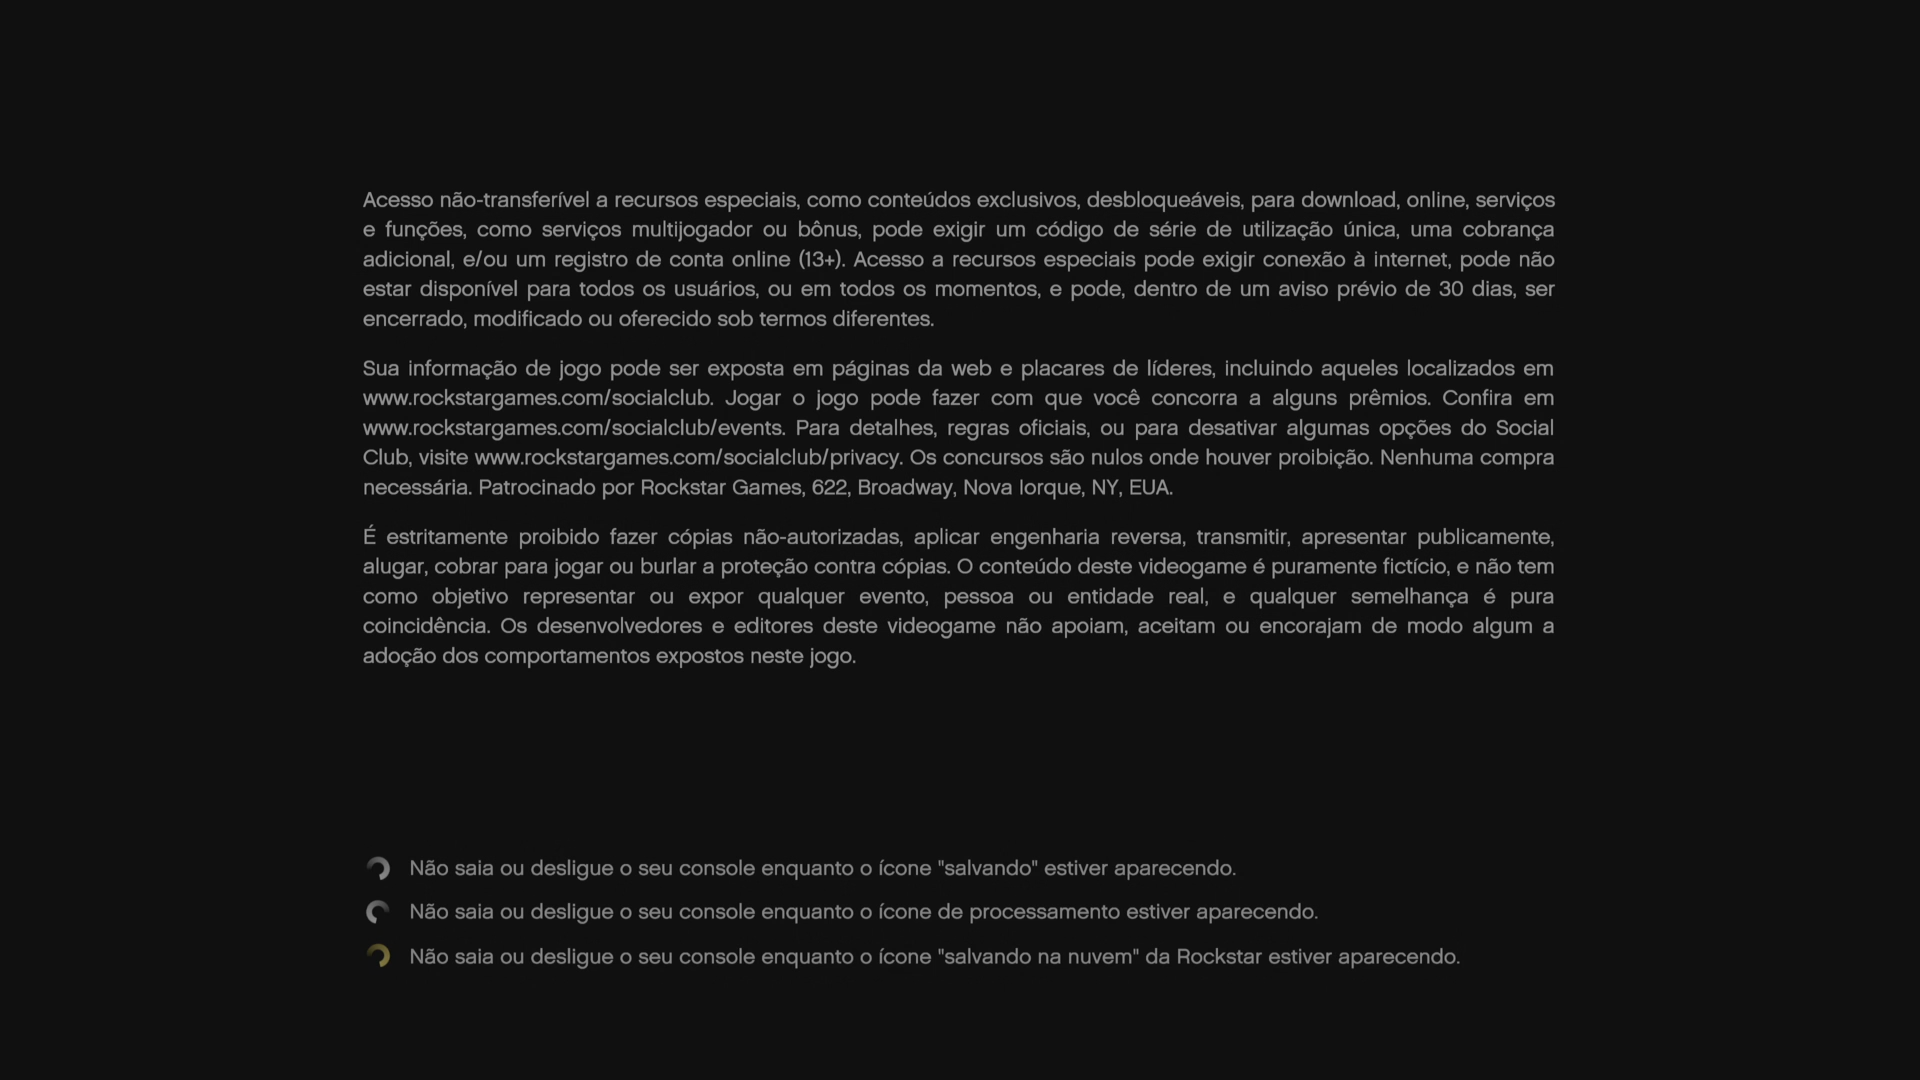 Acesso não-transferível a recursos especiais, como conteúdos exclusivos, desbloqueáveis, para download, online, serviços
e funções, como serviços multijogador ou bônus, pode exigir um código de série de utilização única, uma cobrança
adicional, e/ou um registro de conta online (13+). Acesso a recursos especiais pode exigir conexão à internet, pode não
estar disponível para todos os usuários, ou em todos os momentos, e pode, dentro de um aviso prévio de 30 dias, ser
encerrado, modificado ou oferecido sob termos diferentes.
Sua informação de jogo pode ser exposta em páginas da web e placares de líderes, incluindo aqueles localizados em
www.rockstargames.com/socialclub. Jogar o jogo pode fazer com que você concorra a alguns prêmios. Confira em
www.rockstargames.com/socialclub/events. Para detalhes, regras oficiais, ou para desativar algumas opções do Social
Club, visite www.rockstargames.com/socialclub/privacy. Os concursos são nulos onde houver proibição. Nenhuma compra
necessária. Patrocinado por Rockstar Games, 622, Broadway, Nova Iorque, NY, EUA.
É estritamente proibido fazer cópias não-autorizadas, aplicar engenharia reversa, transmitir, apresentar publicamente,
alugar, cobrar para jogar ou burlar a proteção contra cópias. O conteúdo deste videogame é puramente fictício, e não tem
como objetivo representar ou expor qualquer evento, pessoa ou entidade real, e qualquer semelhança é pura
coincidência. Os desenvolvedores e editores deste videogame não apoiam, aceitam ou encorajam de modo algum a
adoção dos comportamentos expostos neste jogo.
Não saia ou desligue o seu console enquanto o ícone "salvando" estiver aparecendo.
Não saia ou desligue o seu console enquanto o ícone de processamento estiver aparecendo.
Não saia ou desligue o seu console enquanto o ícone "salvando na nuvem" da Rockstar estiver aparecendo.